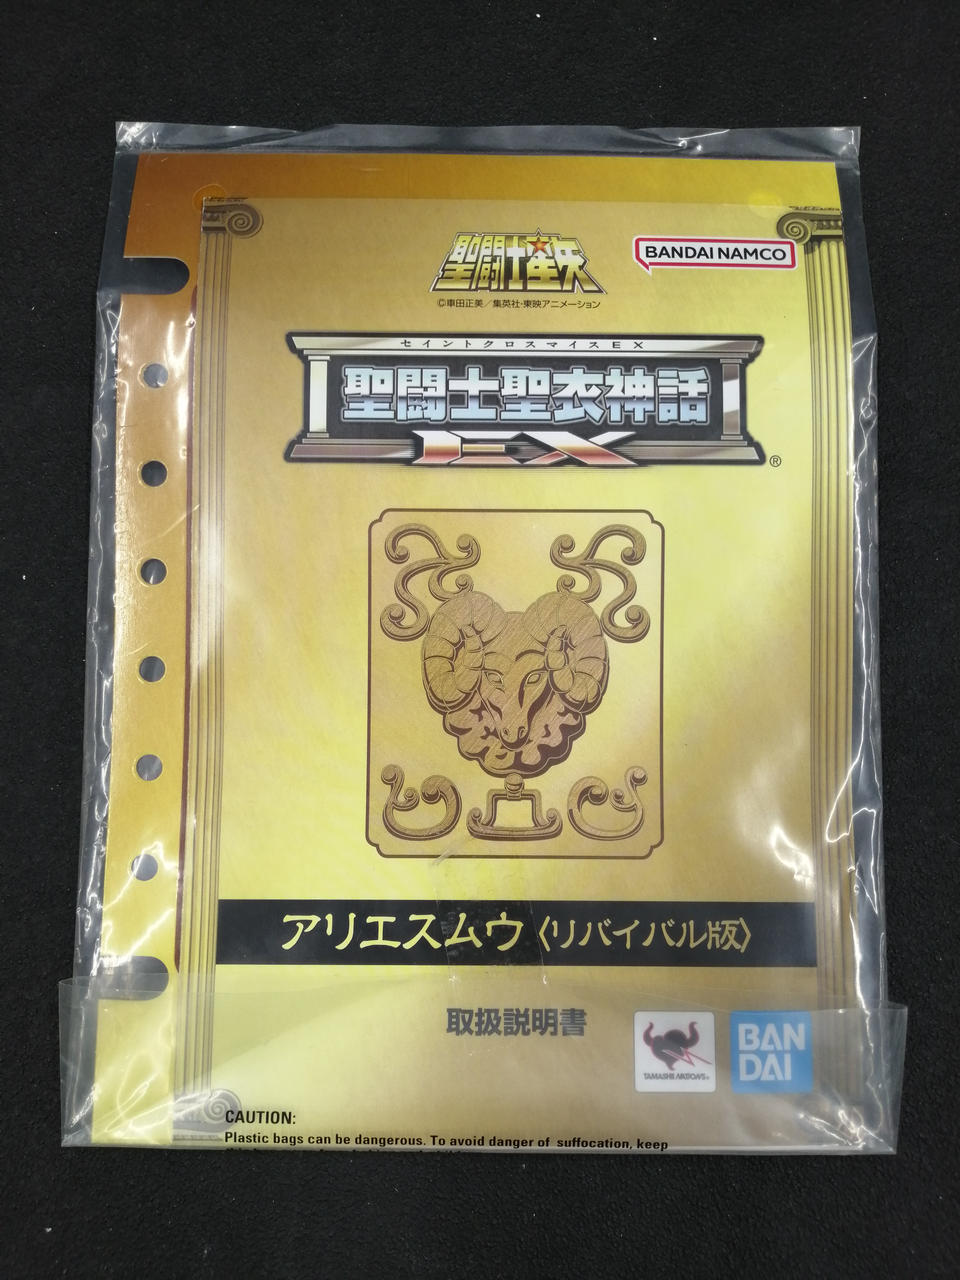 聖闘士星矢
BANDAI NAMCO
©車田正美/集英社・東映アニメーション
セイントクロスマイスEX
聖闘士聖衣神話
EX
®
アリエスムウ〈リバイバル版〉
取扱説明書
TAMASHII NATIONS
BAN
DAI
CAUTION:
Plastic bags can be dangerous. To avoid danger of suffocation, keep